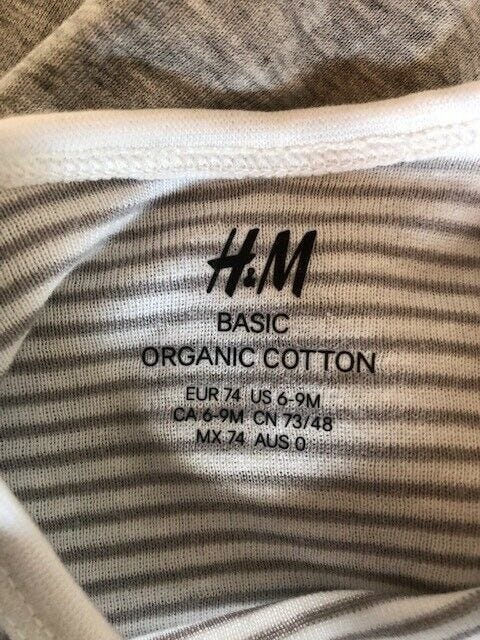 H&M
BASIC
ORGANIC COTTON
EUR 74 US 6-9M
CA 6-9M CN 73/48
MX 74 AUS 0